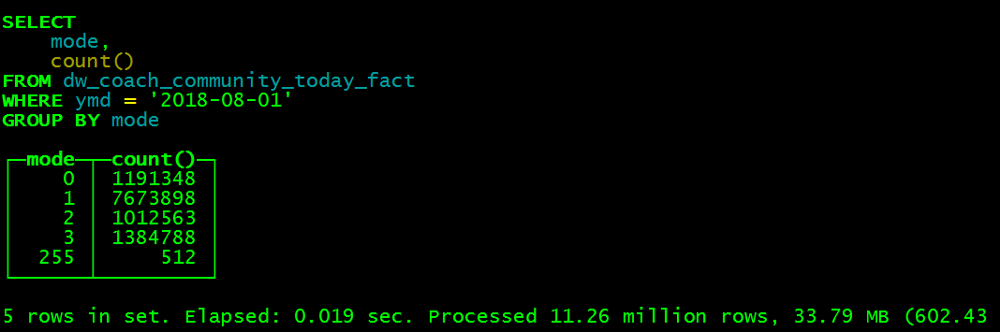 SELECT
    mode,
    count()
FROM dw_coach_community_today_fact
WHERE ymd = '2018-08-01'
GROUP BY mode
┌─mode─┬─count()─┐
│    0 │ 1191348 │
│    1 │ 7673898 │
│    2 │ 1012563 │
│    3 │ 1384788 │
│  255 │     512 │
└──────┴─────────┘
5 rows in set. Elapsed: 0.019 sec. Processed 11.26 million rows, 33.79 MB (602.43